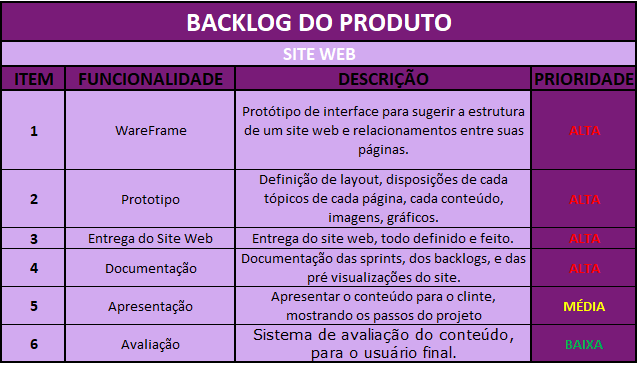 BACKLOG DO PRODUTO
SITE WEB
ITEM FUNCIONALIDADE DESCRIÇÃO PRIORIDADE
1 WareFrame Protótipo de interface para sugerir a estrutura
de um site web e relacionamentos entre suas
páginas. ALTA
2 Prototipo Definição de layout, disposições de cada
tópicos de cada página, cada conteúdo,
imagens, gráficos. ALTA
3 Entrega do Site Web Entrega do site web, todo definido e feito. ALTA
4 Documentação Documentação das sprints, dos backlogs, e das
pré visualizações do site. ALTA
5 Apresentação Apresentar o conteúdo para o clinte,
mostrando os passos do projeto MÉDIA
6 Avaliação Sistema de avaliação do conteúdo,
para o usuário final. BAIXA